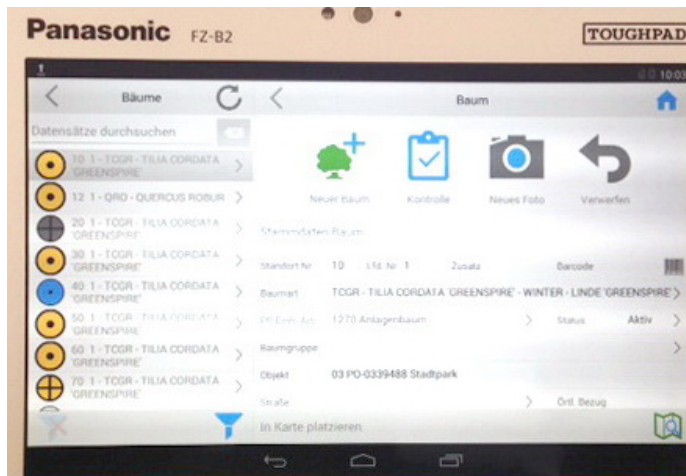 Panasonic FZ-B2
TOUGHPAD
10:03
Bäume
Baum
Datensätze durchsuchen
10 1 - TCGR - TILIA CORDATA
'GREENSPIRE'
12 1 - QRO - QUERCUS ROBUR
20 1 - TCGR - TILIA CORDATA
'GREENSPIRE'
30 1 - TCGR - TILIA CORDATA
'GREENSPIRE'
40 1 - TCGR - TILIA CORDATA
'GREENSPIRE'
50 1 - TCGR - TILIA CORDATA
'GREENSPIRE'
60 1 - TCGR - TILIA CORDATA
'GREENSPIRE'
70 1 - TCGR - TILIA CORDATA
'GREENSPIRE'
Neuer Baum Kontrolle Neues Foto Verwerfen
Stammdaten Baum
Standort Nr 10 Lfd. Nr 1 Zusatz Barcode
Baumart TCGR - TILIA CORDATA 'GREENSPIRE' - WINTER - LINDE 'GREENSPIRE'
1270 Anlagenbaum Status Aktiv
Baumgruppe
Objekt 03 PO-0339488 Stadtpark
Straße Örtl. Bezug
In Karte platzieren